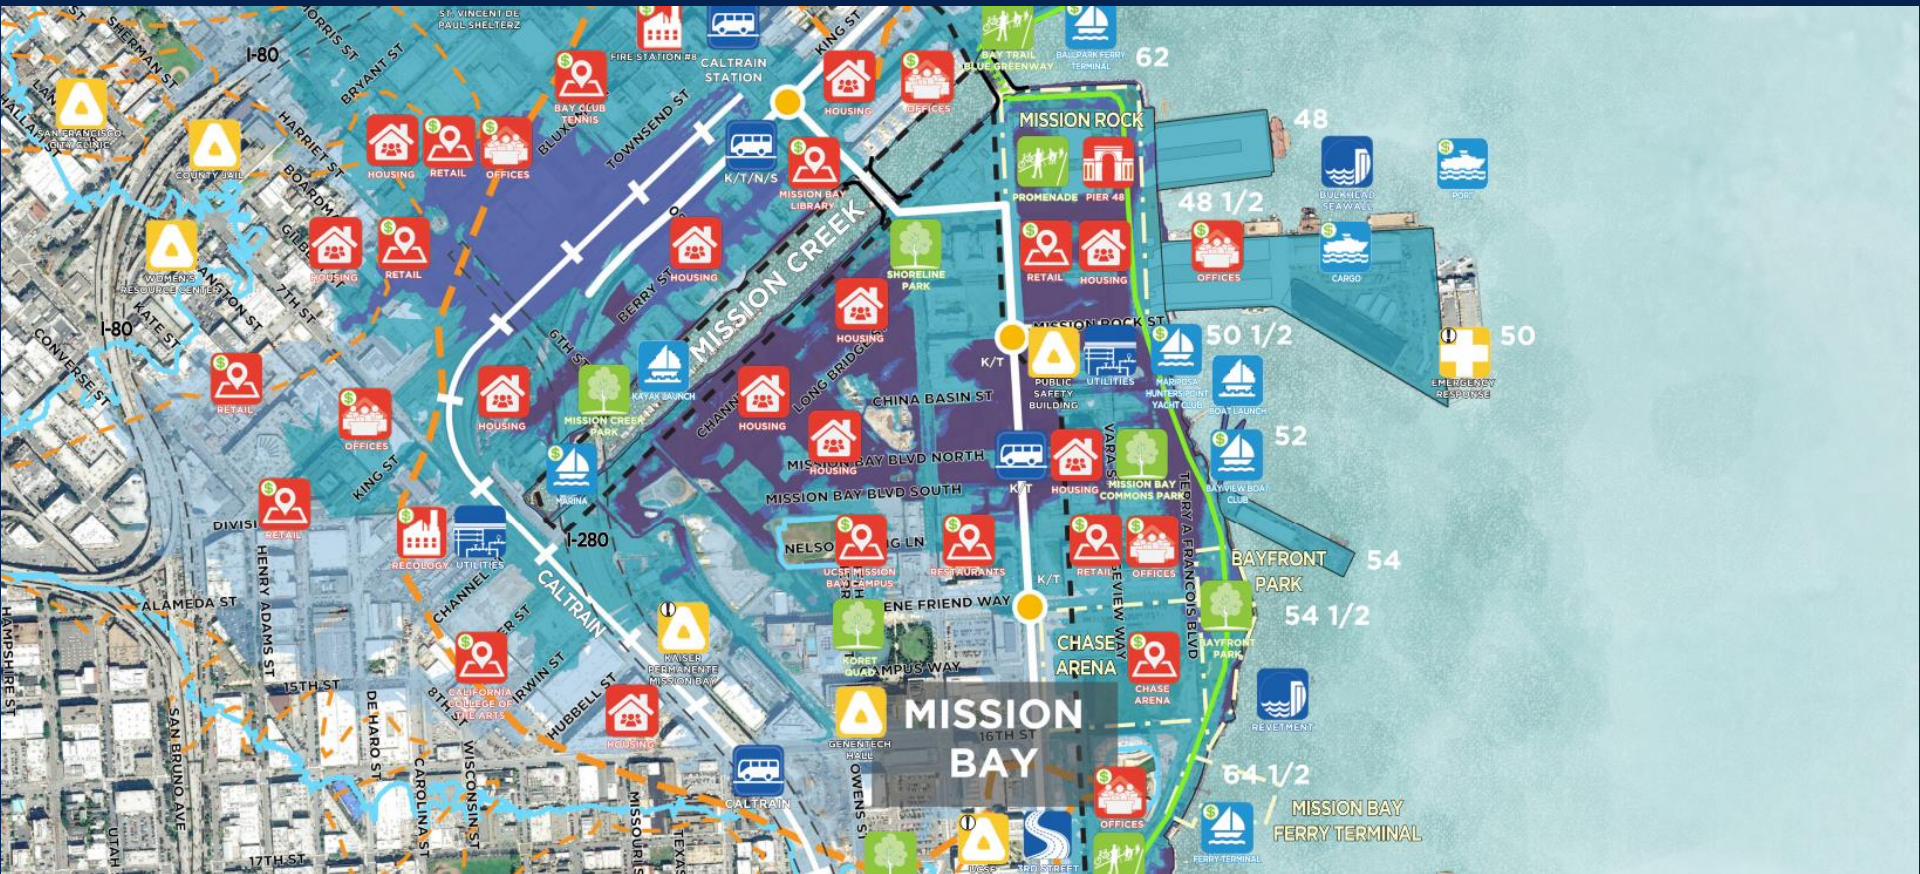 ST. VINCENT DE
PAUL SHELTERZ
SHERMAN ST
I-80
BRYANT ST
FIRE STATION #8
CALTRAIN
STATION
KING ST
BAY TRAIL
BLUE GREENWAY
BALLPARK FERRY
TERMINAL
62
SAN FRANCISCO
CITY CLINIC
COUNTY JAIL
HARRIET ST
HOUSING
RETAIL
OFFICES
BAY CLUB
TENNIS
TOWNSEND ST
K/T/N/S
MISSION BAY
LIBRARY
HOUSING
OFFICES
MISSION ROCK
PROMENADE
PIER 48
48
BULKHEAD
SEAWALL
PORT
48 1/2
WOMEN'S
RESOURCE CENTER
HOUSING
RETAIL
7TH ST
KATE ST
I-80
CONVERSE ST
HOUSING
BERRY ST
6TH ST
MISSION CREEK
SHORELINE
PARK
RETAIL
HOUSING
OFFICES
CARGO
HOUSING
LONG BRIDGE
MISSION ROCK ST
K/T
PUBLIC
SAFETY
BUILDING
UTILITIES
MARIPOSA
HUNTERS POINT
YACHT CLUB
50 1/2
BOAT LAUNCH
50
EMERGENCY
RESPONSE
RETAIL
OFFICES
HOUSING
MISSION CREEK
PARK
KAYAK LAUNCH
HOUSING
CHINA BASIN ST
HOUSING
MISSION BAY BLVD NORTH
MISSION BAY BLVD SOUTH
K/T
HOUSING
MISSION BAY
COMMONS PARK
52
BAY VIEW BOAT
CLUB
MARINA
KING ST
RETAIL
RECOLOGY
UTILITIES
I-280
CALTRAIN
CHANNEL
UCSF MISSION
BAY CAMPUS
RESTAURANTS
RETAIL
OFFICES
TERRY A FRANCOIS BLVD
BAYFRONT
PARK
54
54 1/2
K/T
BAYFRONT
PARK
HENRY ADAMS ST
ALAMEDA ST
HAMPSHIRE ST
CALIFORNIA
COLLEGE OF
THE ARTS
IRWIN ST
HUBBELL ST
KAISER
PERMANENTE
MISSION BAY
KORET
QUAD
ENE FRIEND WAY
CHASE
ARENA
CHASE
ARENA
REVETMENT
15TH ST
SAN BRUNO AVE
DE HARO ST
CAROLINA ST
WISCONSIN ST
HOUSING
CALTRAIN
GENENTECH
HALL
OWENS ST
MISSION
BAY
16TH ST
OFFICES
64 1/2
MISSION BAY
FERRY TERMINAL
FERRY TERMINAL
UTAH
17TH ST
MISSOURI S
TEXAS
UCSF
3RD STREET